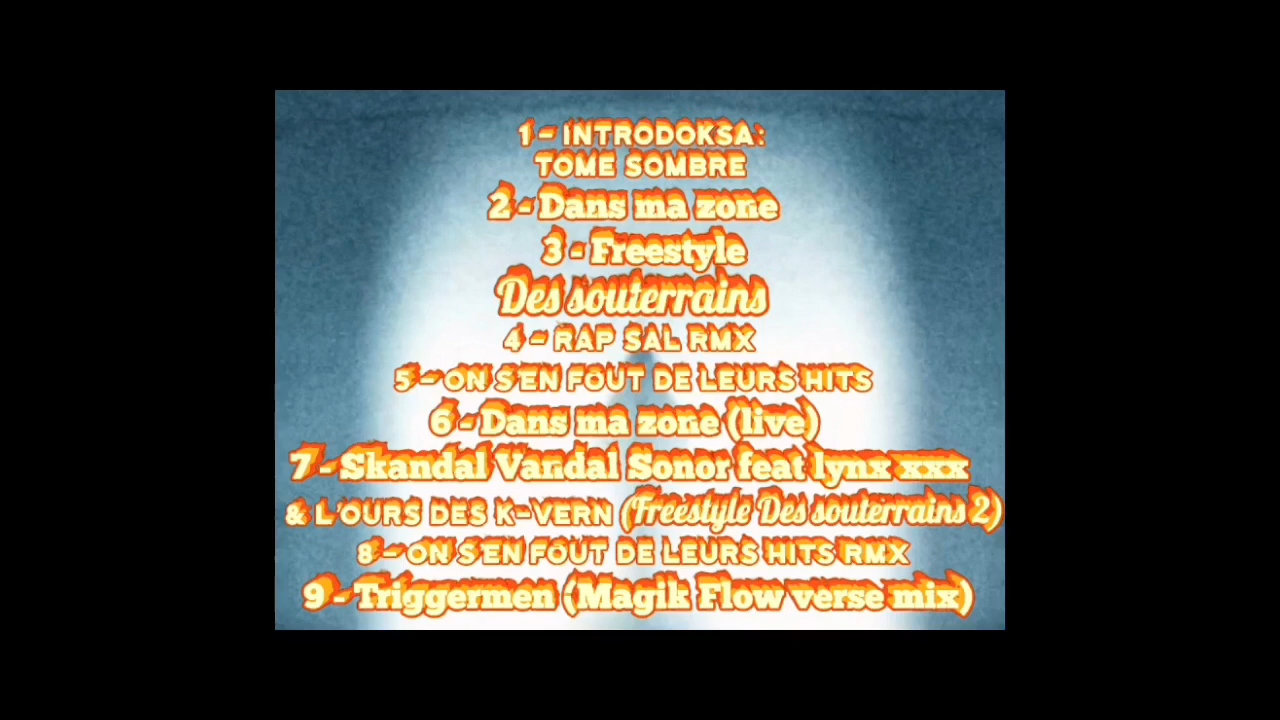 1 - INTRODOKSA:
TOME SOMBRE
2 - Dans ma zone
3 - Freestyle
Des souterrains
4 - RAP SAL RMX
5 - ON S'EN FOUT DE LEURS HITS
6 - Dans ma zone (live)
7 - Skandal Vandal Sonor feat lynx xxx
& L'OURS DES K-VERN (Freestyle Des souterrains 2)
8 - ON S'EN FOUT DE LEURS HITS RMX
9 - Triggermen (Magik Flow verse mix)